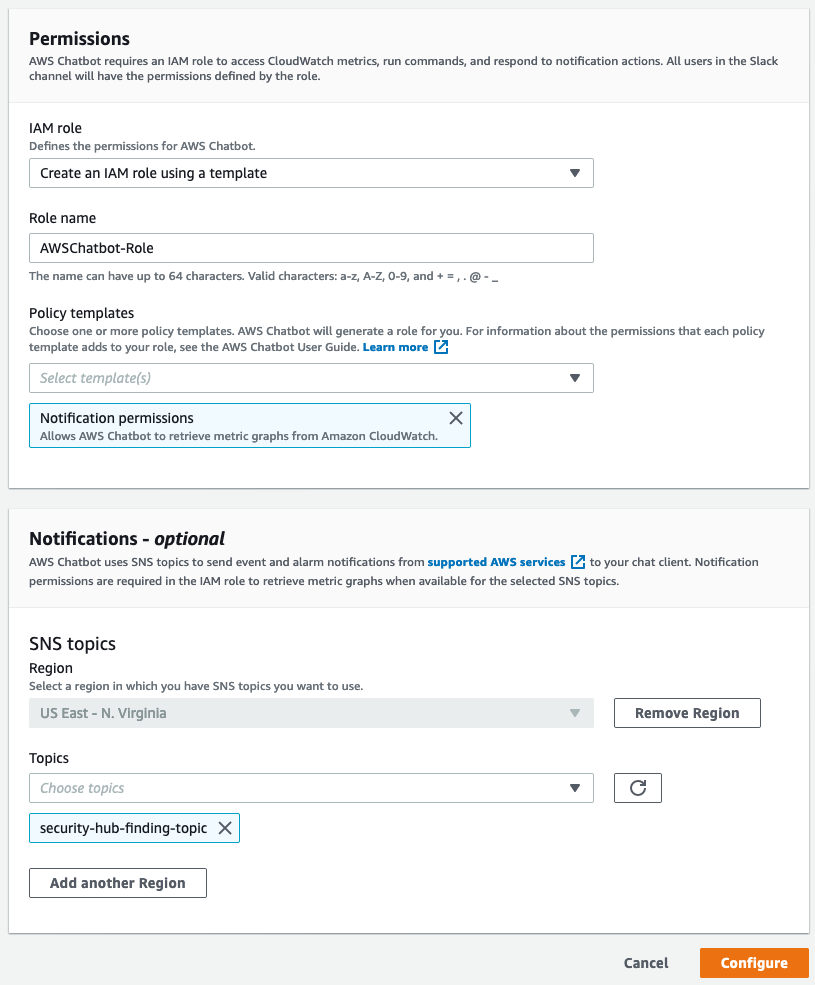 Permissions
AWS Chatbot requires an IAM role to access CloudWatch metrics, run commands, and respond to notification actions. All users in the Slack
channel will have the permissions defined by the role.
IAM role
Defines the permissions for AWS Chatbot.
Create an IAM role using a template
Role name
AWSChatbot-Role
The name can have up to 64 characters. Valid characters: a-z, A-Z, 0-9, and + = , . @ - _
Policy templates
Choose one or more policy templates. AWS Chatbot will generate a role for you. For information about the permissions that each policy
template adds to your role, see the AWS Chatbot User Guide. Learn more
Select template(s)
Notification permissions
Allows AWS Chatbot to retrieve metric graphs from Amazon CloudWatch.
Notifications - optional
AWS Chatbot uses SNS topics to send event and alarm notifications from supported AWS services to your chat client. Notification
permissions are required in the IAM role to retrieve metric graphs when available for the selected SNS topics.
SNS topics
Region
Select a region in which you have SNS topics you want to use.
US East - N. Virginia
Remove Region
Topics
Choose topics
security-hub-finding-topic
Add another Region
Cancel
Configure